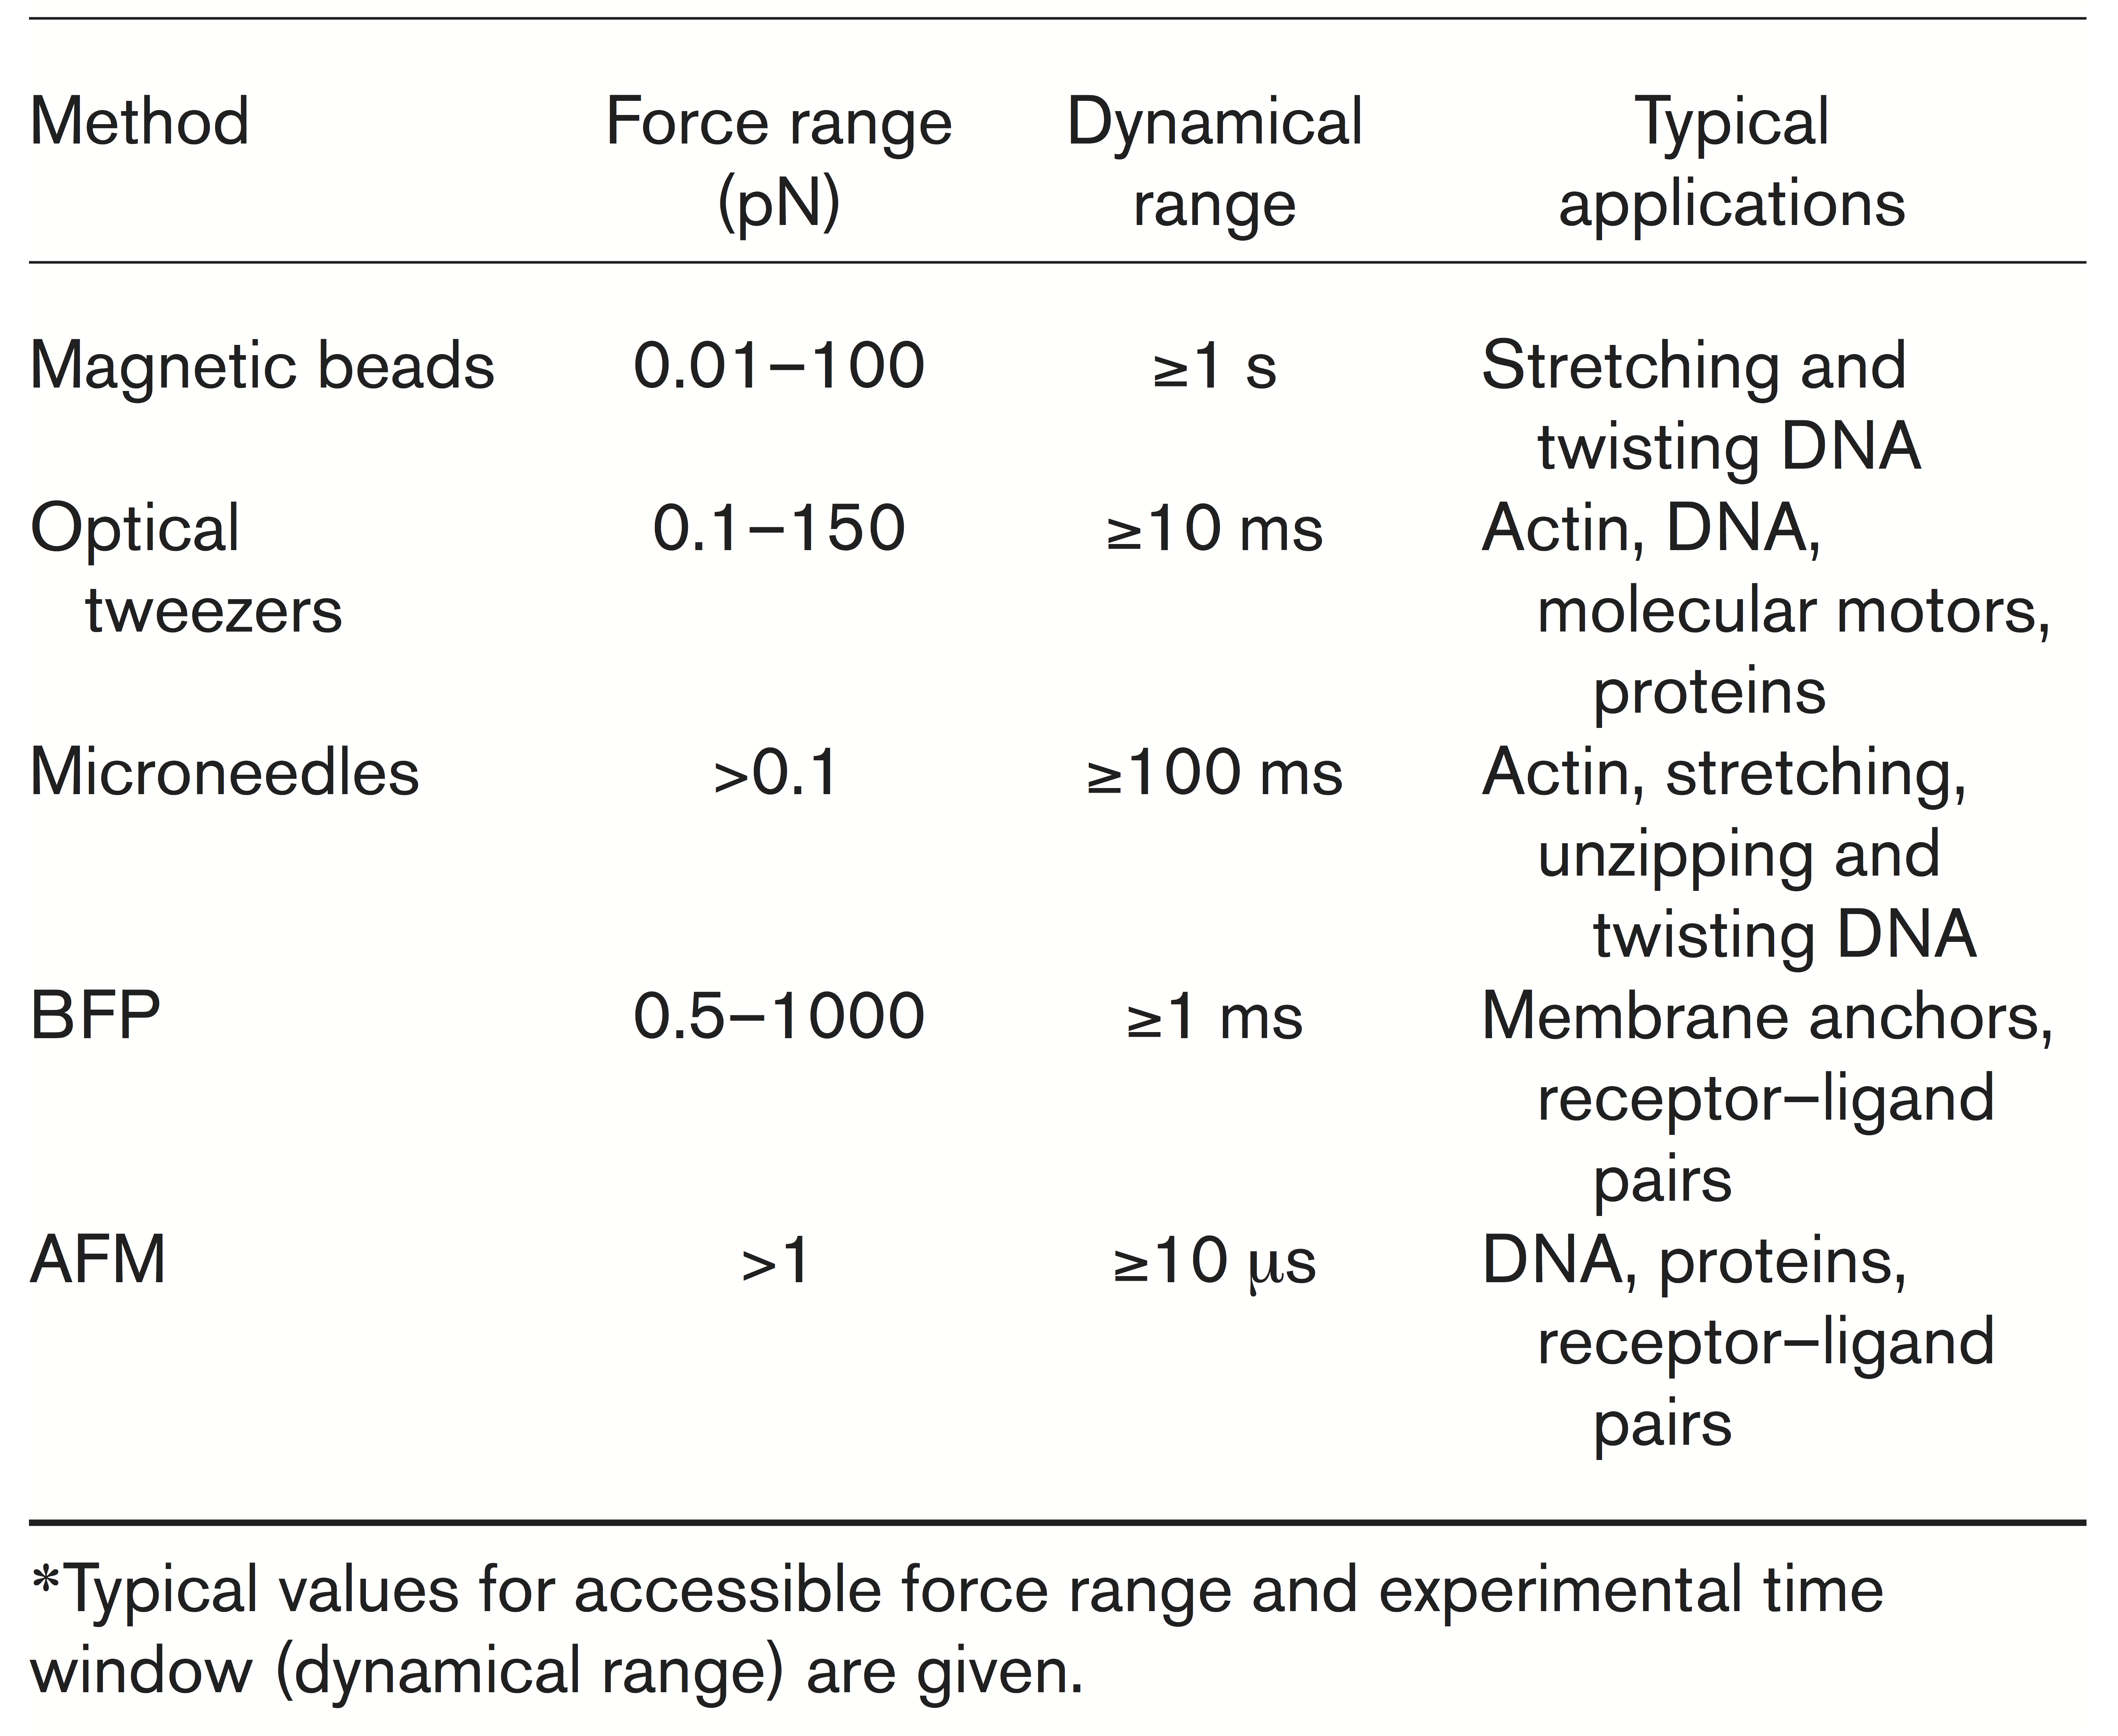 Method Force range Dynamical Typical
(pN) range applications
Magnetic beads 0.01–100 ≥1 s Stretching and
twisting DNA
Optical 0.1–150 ≥10 ms Actin, DNA,
tweezers molecular motors,
proteins
Microneedles >0.1 ≥100 ms Actin, stretching,
unzipping and
twisting DNA
BFP 0.5–1000 ≥1 ms Membrane anchors,
receptor–ligand
pairs
AFM >1 ≥10 μs DNA, proteins,
receptor–ligand
pairs
*Typical values for accessible force range and experimental time
window (dynamical range) are given.